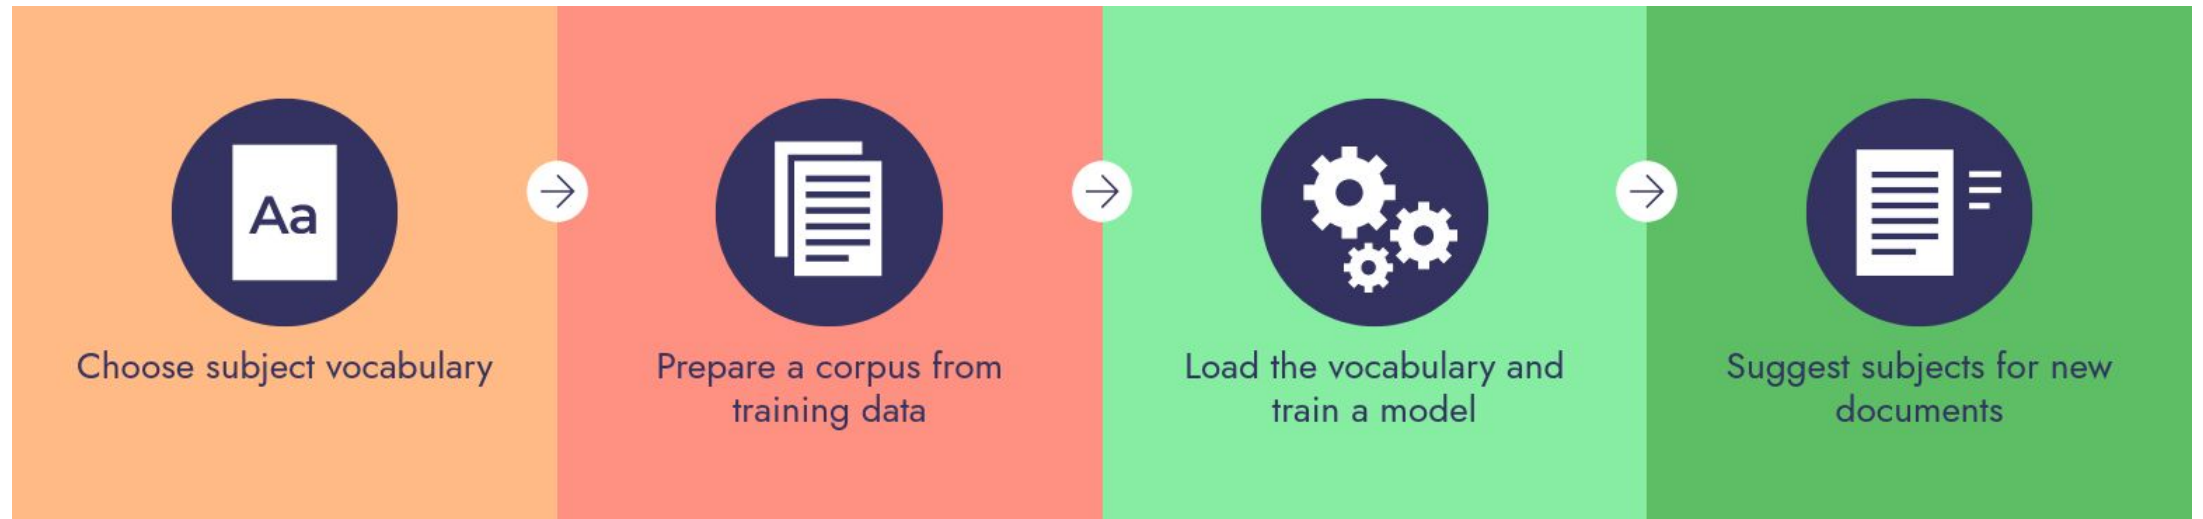 Aa
Choose subject vocabulary
Prepare a corpus from
training data
Load the vocabulary and
train a model
Suggest subjects for new
documents